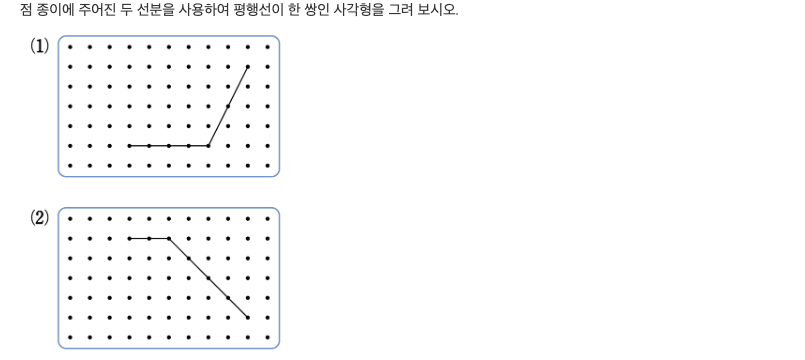 점 종이에 주어진 두 선분을 사용하여 평행선이 한 쌍인 사각형을 그려 보시오.
(1)
(2)